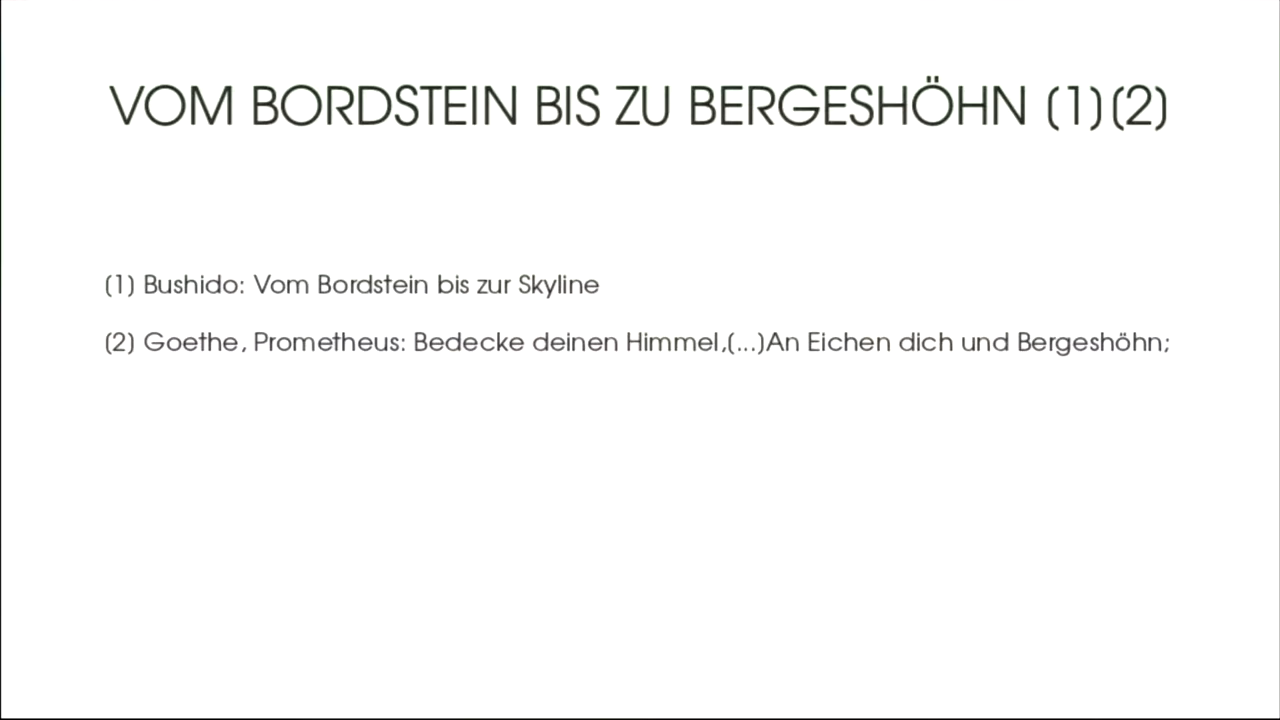 VOM BORDSTEIN BIS ZU BERGESHÖHN (1)(2)
(1) Bushido: Vom Bordstein bis zur Skyline
(2) Goethe, Prometheus: Bedecke deinen Himmel,(...)An Eichen dich und Bergeshöhn;